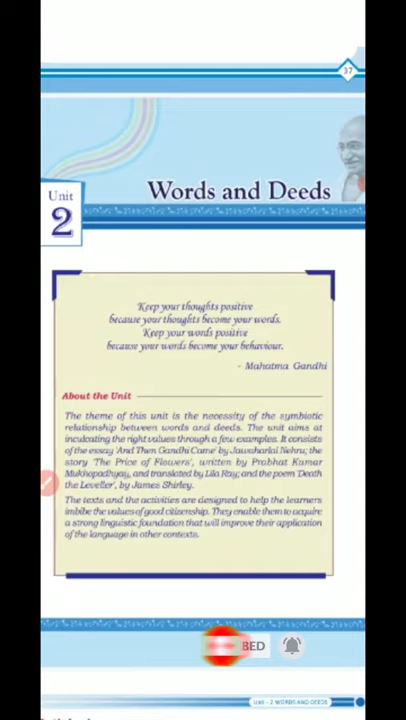 37
Words and Deeds
Unit
2
Keep your thoughts positive
because your thoughts become your words.
Keep your words positive
because your words become your behaviour.
- Mahatma Gandhi
About the Unit
The theme of this unit is the necessity of the symbiotic
relationship between words and deeds. The unit aims at
inculcating the right values through a few examples. It consists
of the essay 'And Then Gandhi Came' by Jawaharlal Nehru; the
story 'The Price of Flowers', written by Prabhat Kumar
Mukhopadhyay, and translated by Lila Ray; and the poem 'Death
the Leveller', by James Shirley.
The texts and the activities are designed to help the learners
imbibe the values of good citizenship. They enable them to acquire
a strong linguistic foundation that will improve their application
of the language in other contexts.
BED
Unit - 2 WORDS AND DEEDS